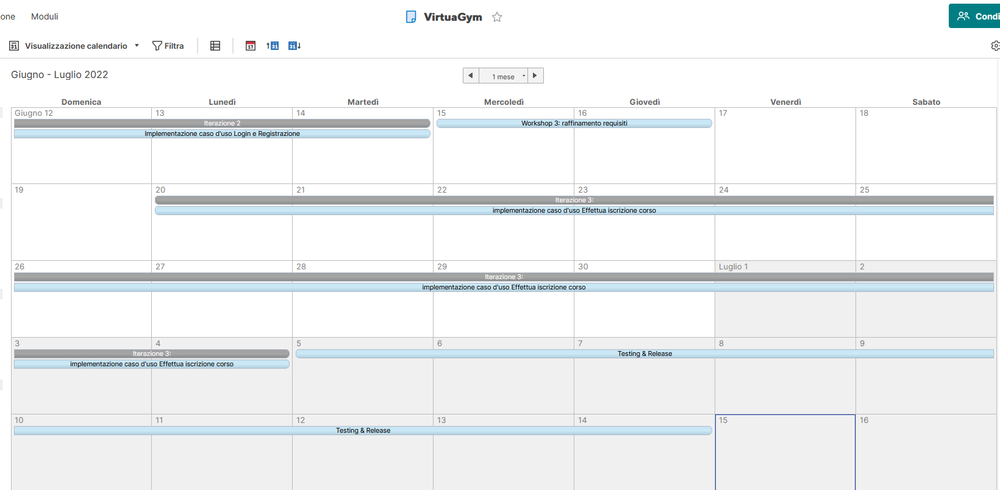 one Moduli VirtuaGym Condi
31 Visualizzazione calendario Filtra 17 31 31
Giugno - Luglio 2022 1 mese
Domenica Lunedì Martedì Mercoledì Giovedì Venerdì Sabato
Giugno 12 13 14 15 16 17 18
Iterazione 2 Workshop 3: raffinamento requisiti
Implementazione caso d'uso Login e Registrazione
19 20 21 22 23 24 25
Iterazione 3:
implementazione caso d'uso Effettua iscrizione corso
26 27 28 29 30 Luglio 1 2
Iterazione 3:
implementazione caso d'uso Effettua iscrizione corso
3 4 5 6 7 8 9
Iterazione 3: Testing & Release
implementazione caso d'uso Effettua iscrizione corso
10 11 12 13 14 15 16
Testing & Release